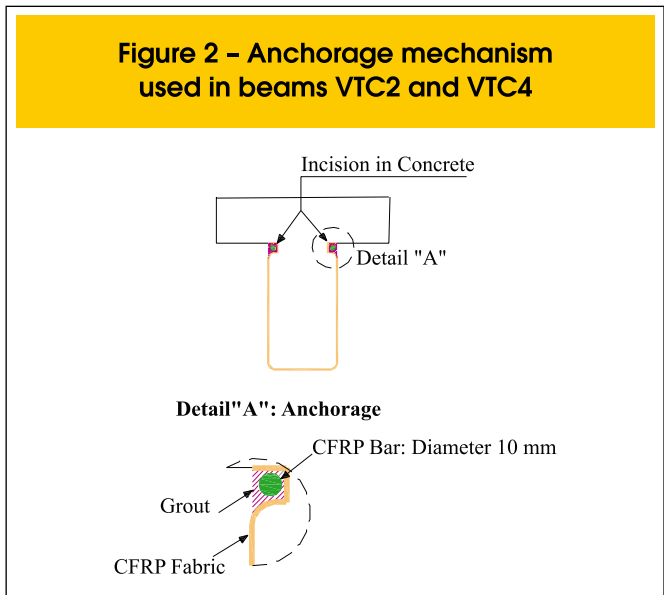 Figure 2 – Anchorage mechanism
used in beams VTC2 and VTC4
Incision in Concrete
Detail "A"
Detail"A": Anchorage
CFRP Bar: Diameter 10 mm
Grout
CFRP Fabric